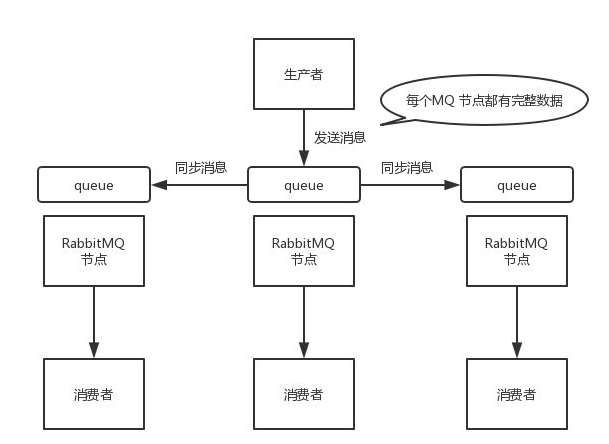 生产者
每个MQ 节点都有完整数据
发送消息
同步消息
同步消息
queue
queue
queue
RabbitMQ
节点
RabbitMQ
节点
RabbitMQ
节点
消费者
消费者
消费者